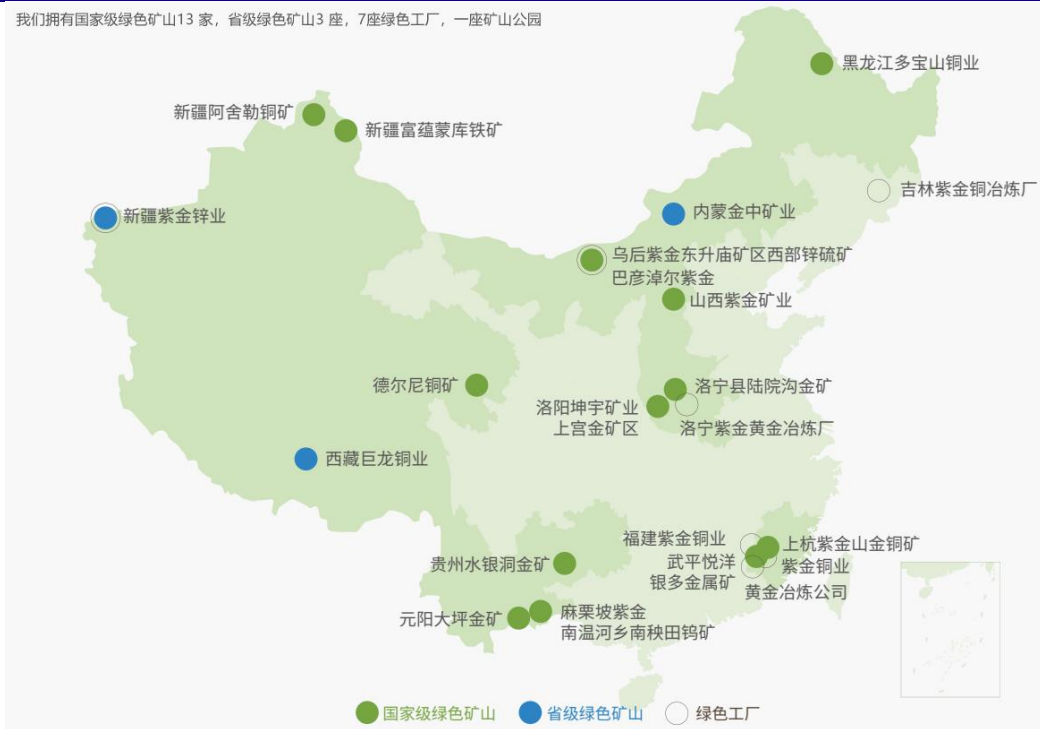 我们拥有国家级绿色矿山13 家，省级绿色矿山3 座，7座绿色工厂，一座矿山公园
黑龙江多宝山铜业
新疆阿舍勒铜矿
新疆富蕴蒙库铁矿
吉林紫金铜冶炼厂
新疆紫金锌业
内蒙金中矿业
乌后紫金东升庙矿区西部锌硫矿
巴彦淖尔紫金
山西紫金矿业
德尔尼铜矿
洛宁县陆院沟金矿
洛阳坤宇矿业
上宫金矿区
洛宁紫金黄金冶炼厂
西藏巨龙铜业
福建紫金铜业
上杭紫金山金铜矿
武平悦洋
银多金属矿
紫金铜业
贵州水银洞金矿
黄金冶炼公司
元阳大坪金矿
麻栗坡紫金
南温河乡南秧田钨矿
国家级绿色矿山
省级绿色矿山
绿色工厂